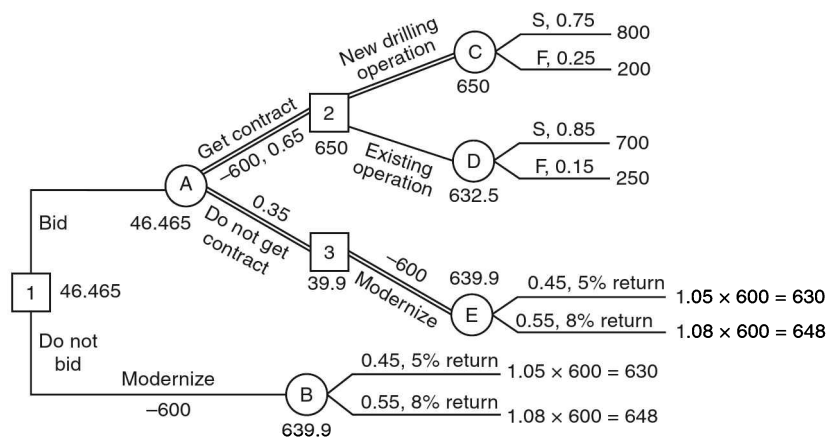 S, 0.75
800
New drilling
operation
C
F, 0.25
200
650
Get contract
–600, 0.65
2
650
Existing
operation
D
S, 0.85
700
F, 0.15
250
632.5
A
46.465
0.35
Do not get
contract
3
39.9
–600
Modernize
639.9
E
0.45, 5% return
1.05 × 600 = 630
0.55, 8% return
1.08 × 600 = 648
Bid
1
46.465
Do not
bid
Modernize
–600
B
639.9
0.45, 5% return
1.05 × 600 = 630
0.55, 8% return
1.08 × 600 = 648